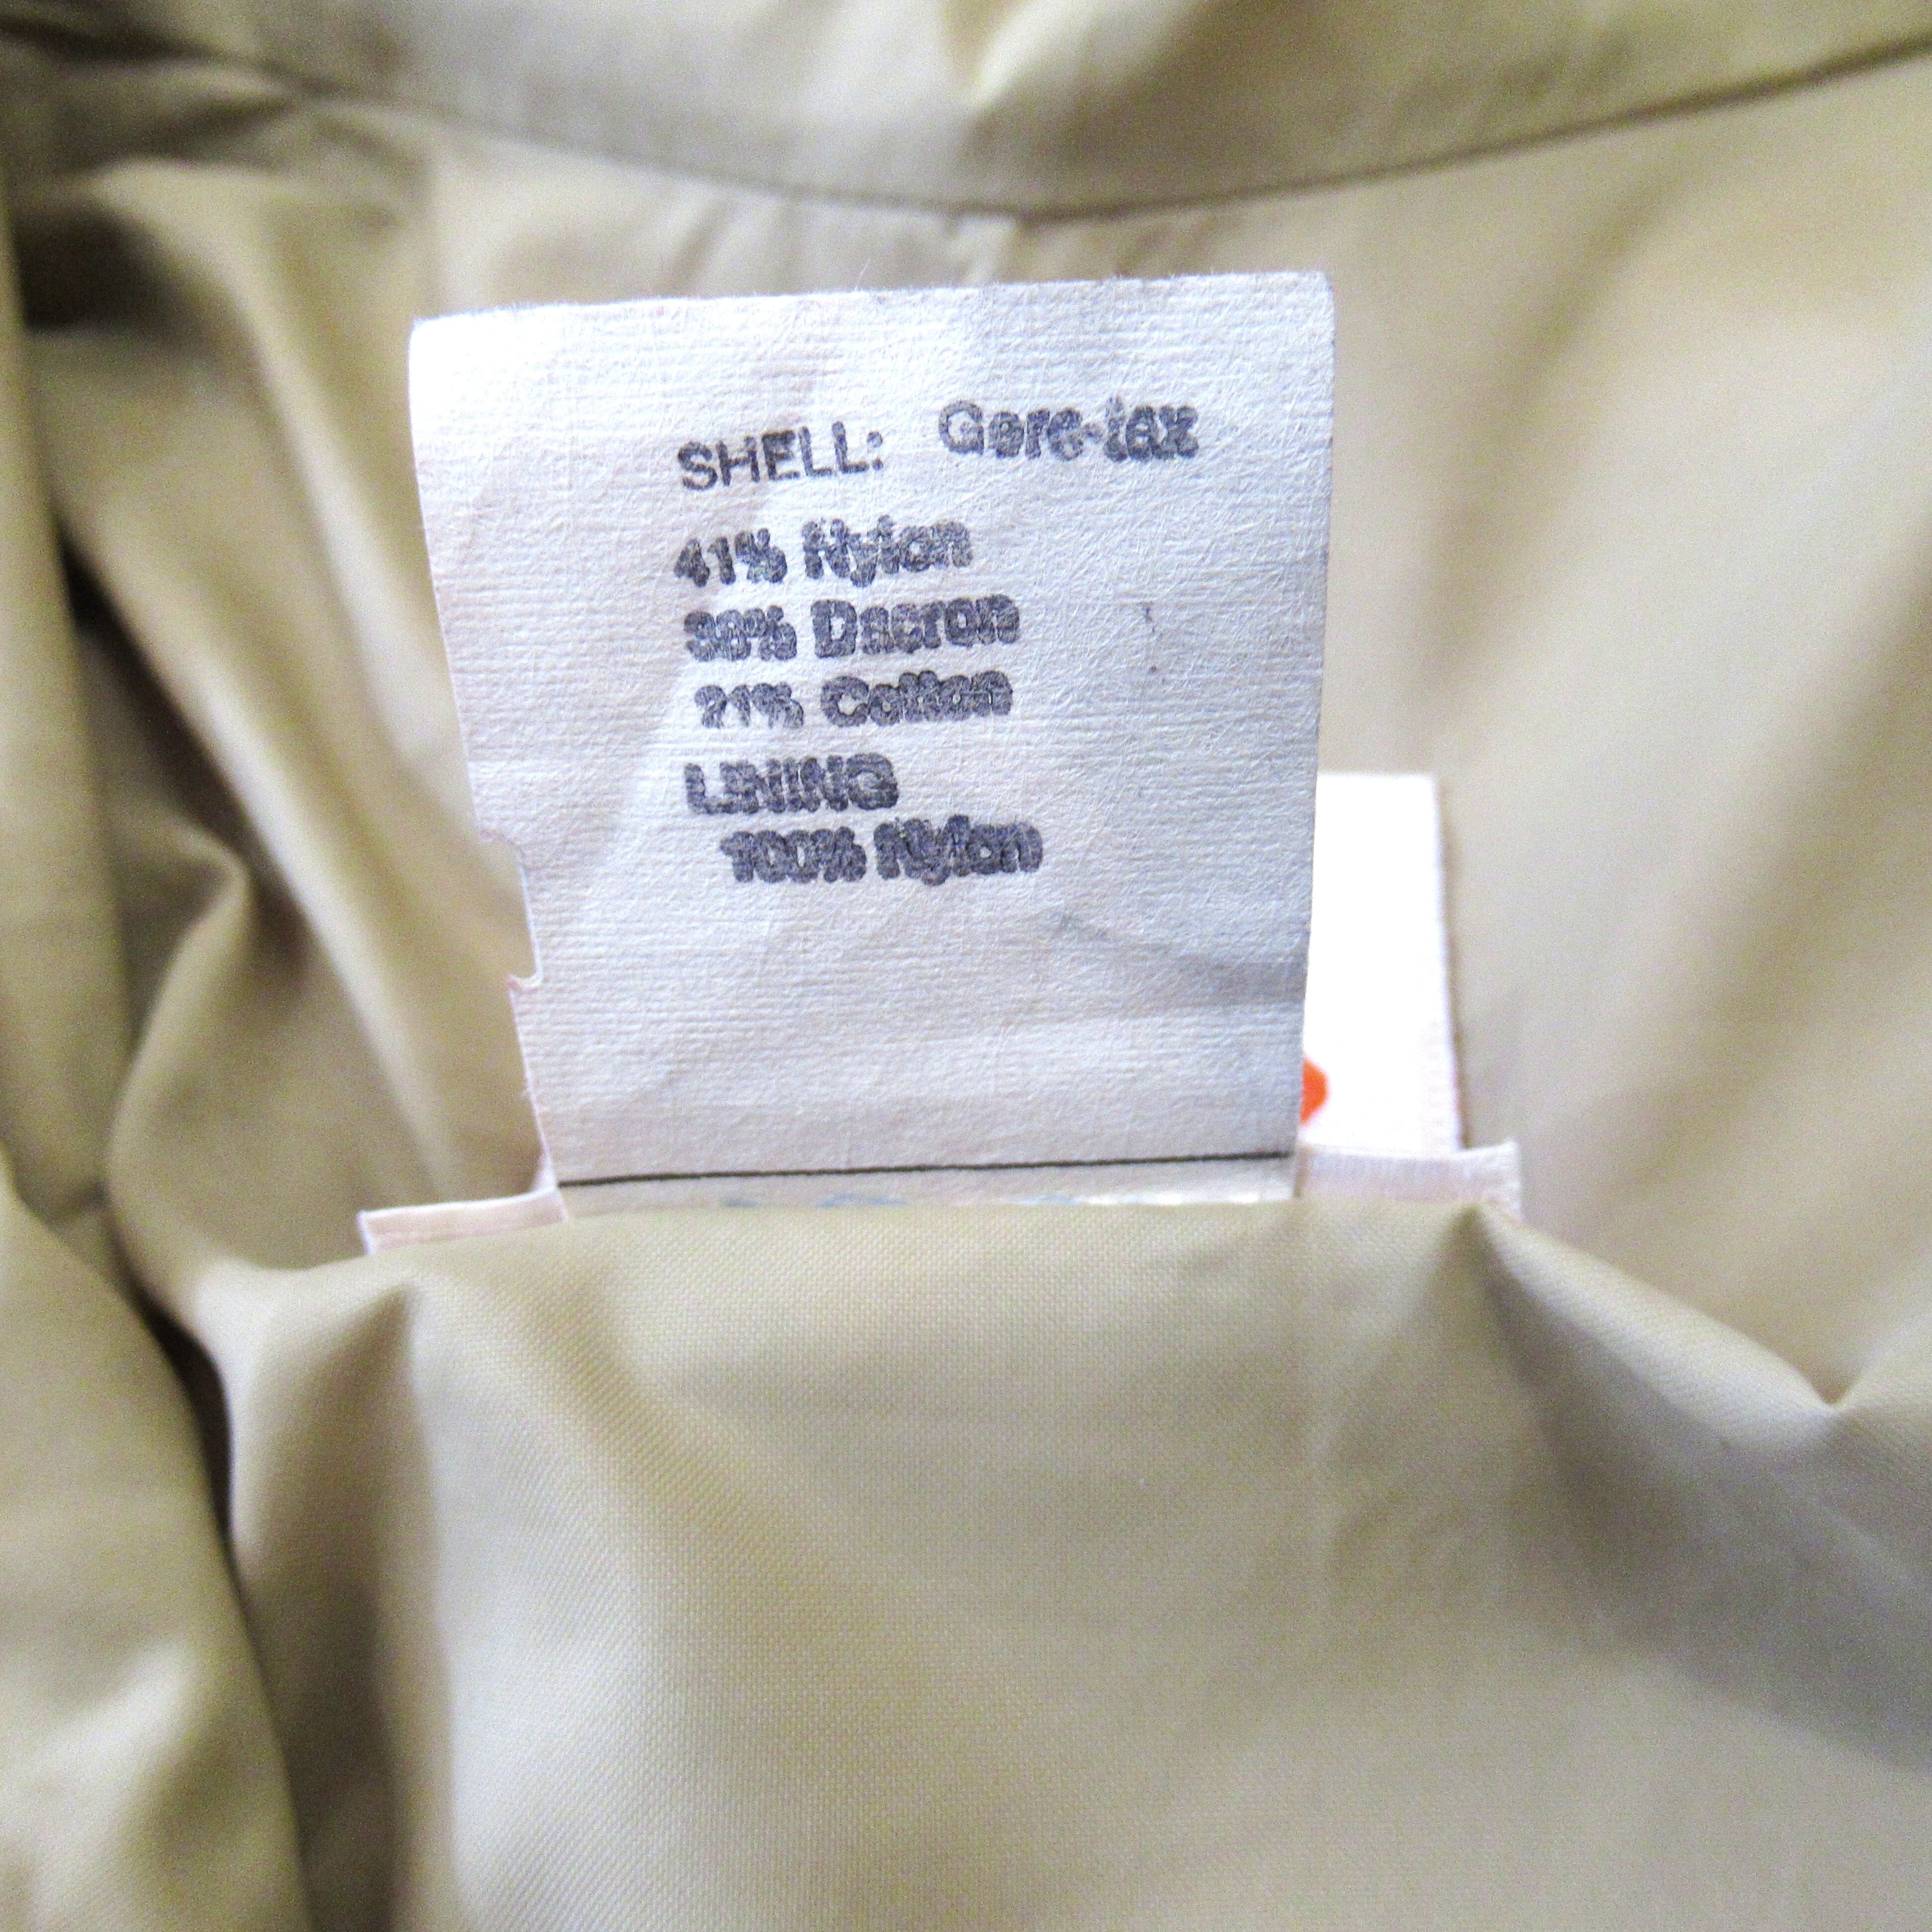 SHELL: Gore-tex
41% Nylon
38% Dacron
21% Cotton
LINING
100% Nylon